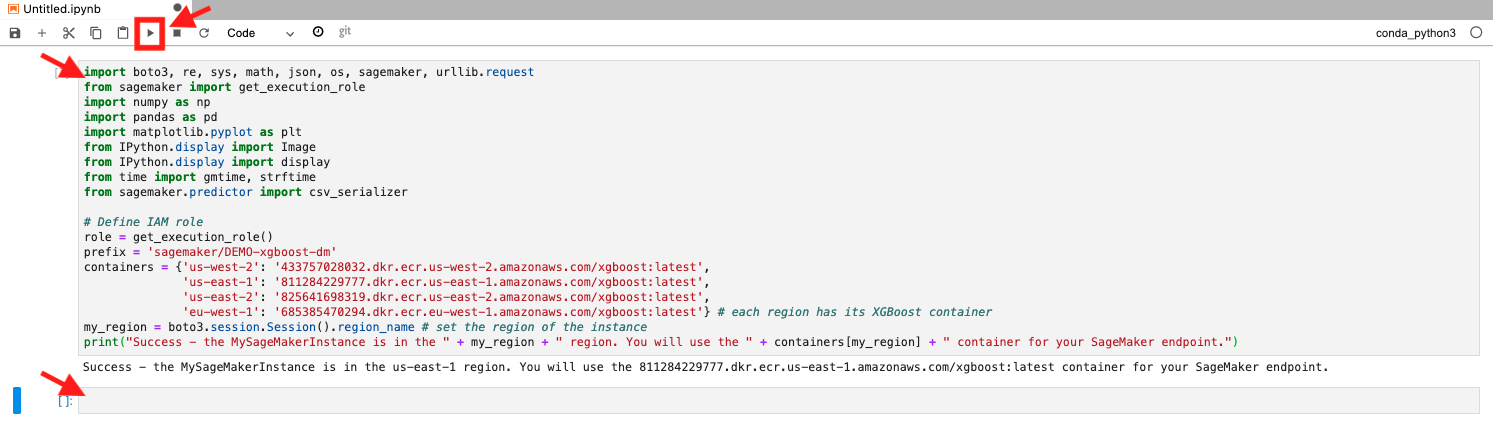 Untitled.ipynb
Code git conda_python3
import boto3, re, sys, math, json, os, sagemaker, urllib.request
from sagemaker import get_execution_role
import numpy as np
import pandas as pd
import matplotlib.pyplot as plt
from IPython.display import Image
from IPython.display import display
from time import gmtime, strftime
from sagemaker.predictor import csv_serializer
# Define IAM role
role = get_execution_role()
prefix = 'sagemaker/DEMO-xgboost-dm'
containers = {'us-west-2': '433757028032.dkr.ecr.us-west-2.amazonaws.com/xgboost:latest',
'us-east-1': '811284229777.dkr.ecr.us-east-1.amazonaws.com/xgboost:latest',
'us-east-2': '825641698319.dkr.ecr.us-east-2.amazonaws.com/xgboost:latest',
'eu-west-1': '685385470294.dkr.ecr.eu-west-1.amazonaws.com/xgboost:latest'} # each region has its XGBoost container
my_region = boto3.session.Session().region_name # set the region of the instance
print("Success - the MySageMakerInstance is in the " + my_region + " region. You will use the " + containers[my_region] + " container for your SageMaker endpoint.")
Success - the MySageMakerInstance is in the us-east-1 region. You will use the 811284229777.dkr.ecr.us-east-1.amazonaws.com/xgboost:latest container for your SageMaker endpoint.
[ ]: